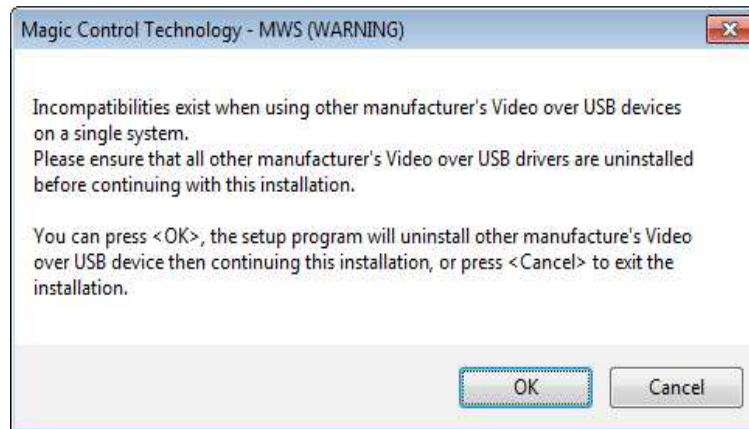 Magic Control Technology - MWS (WARNING)
Incompatibilities exist when using other manufacturer's Video over USB devices
on a single system.
Please ensure that all other manufacturer's Video over USB drivers are uninstalled
before continuing with this installation.
You can press <OK>, the setup program will uninstall other manufacture's Video
over USB device then continuing this installation, or press <Cancel> to exit the
installation.
OK Cancel